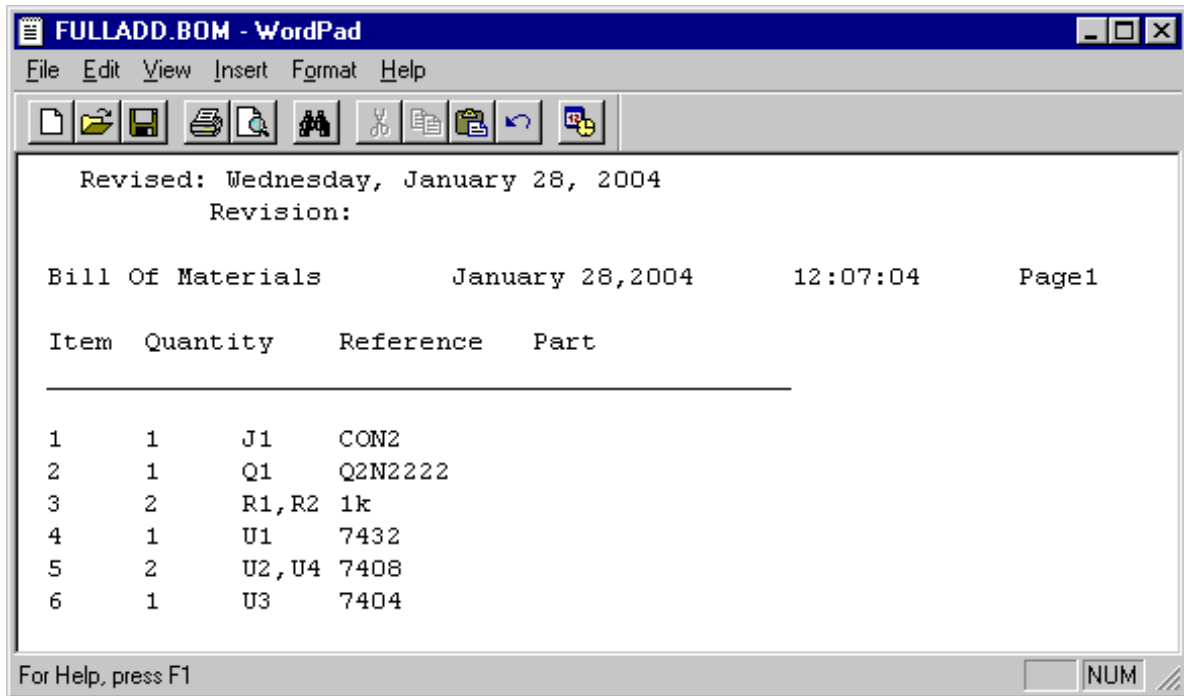 FULLADD.BOM - WordPad
File Edit View Insert Format Help
Revised: Wednesday, January 28, 2004
Revision:
Bill Of Materials January 28,2004 12:07:04 Page1
Item Quantity Reference Part
1 1 J1 CON2
2 1 Q1 Q2N2222
3 2 R1,R2 1k
4 1 U1 7432
5 2 U2,U4 7408
6 1 U3 7404
For Help, press F1 NUM